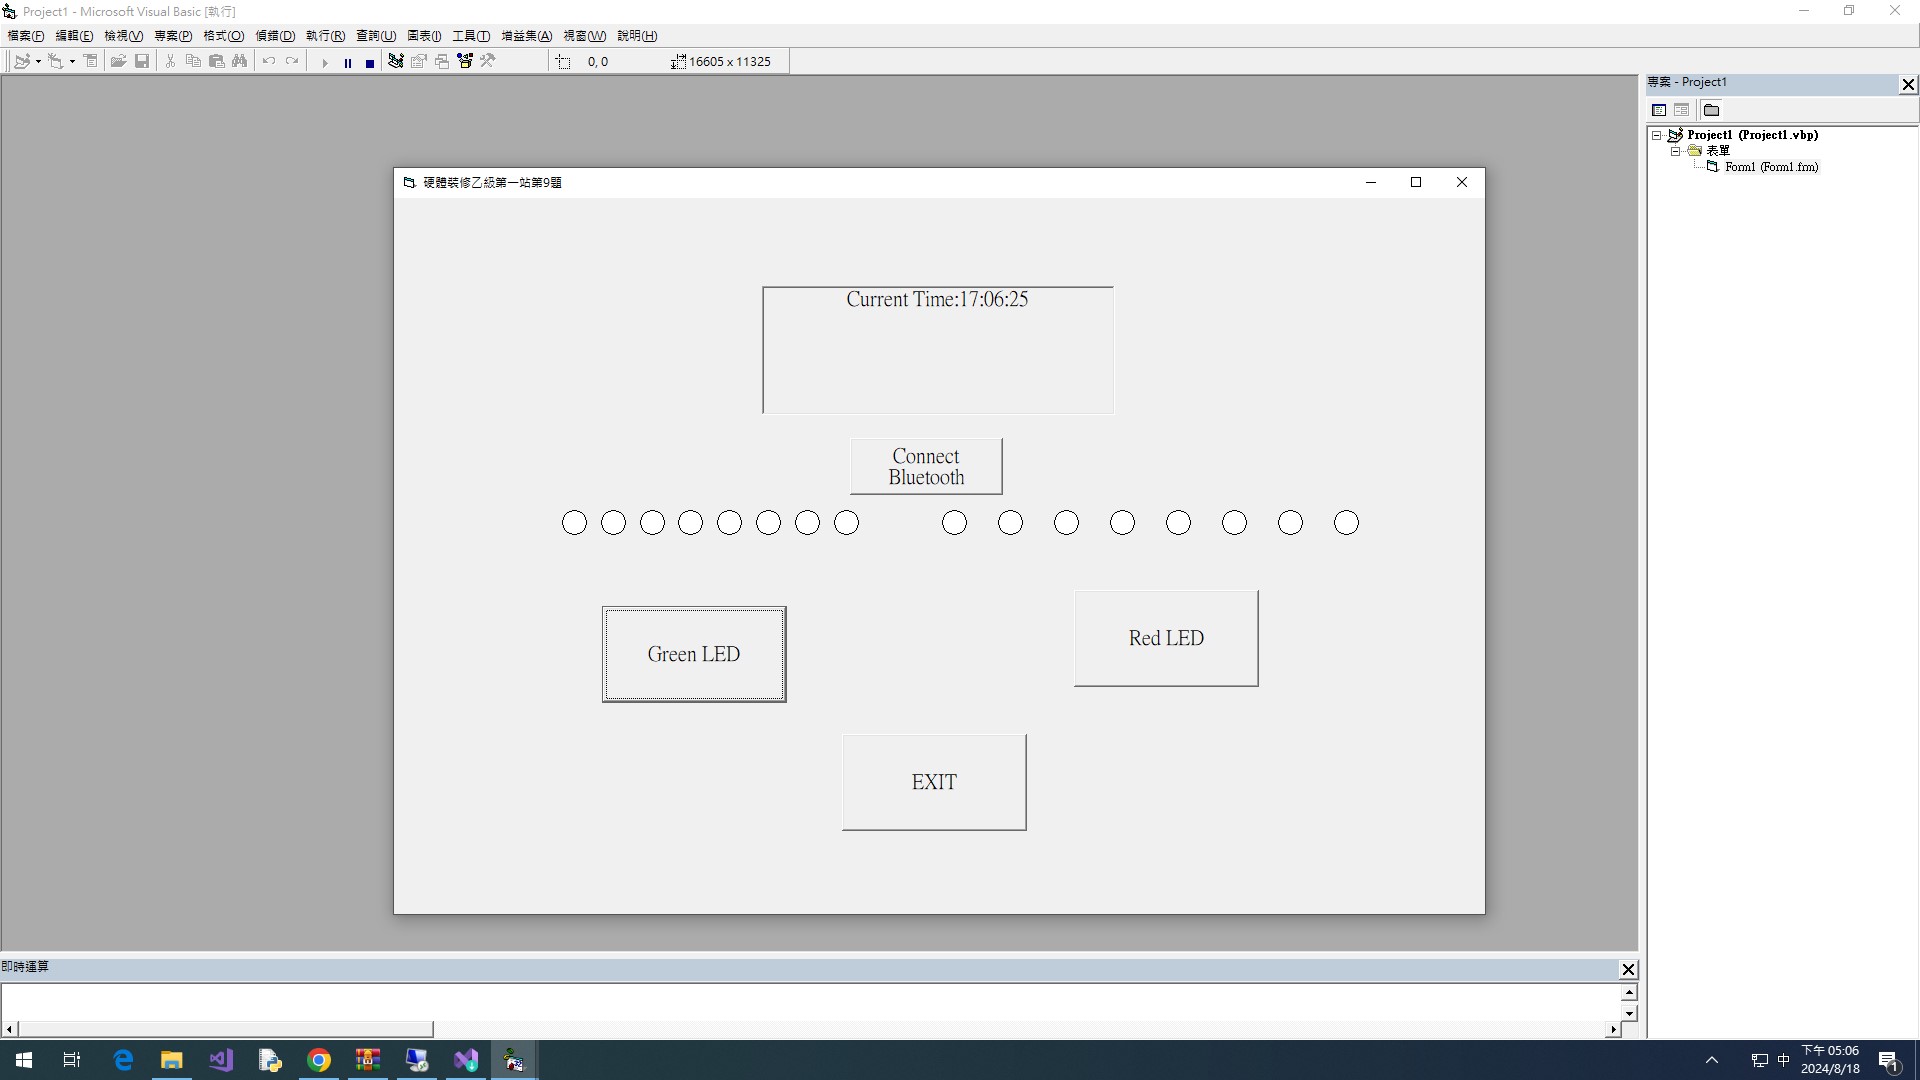 Project1 - Microsoft Visual Basic [執行]
檔案(F) 編輯(E) 檢視(V) 專案(P) 格式(O) 偵錯(D) 執行(R) 查詢(U) 圖表(I) 工具(T) 增益集(A) 視窗(W) 說明(H)
0, 0
16605 x 11325
專案 - Project1
Project1 (Project1.vbp)
表單
Form1 (Form1.frm)
硬體裝修乙級第一站第9題
Current Time:17:06:25
Connect
Bluetooth
Green LED
Red LED
EXIT
即時運算
中
下午 05:06
2024/8/18
1